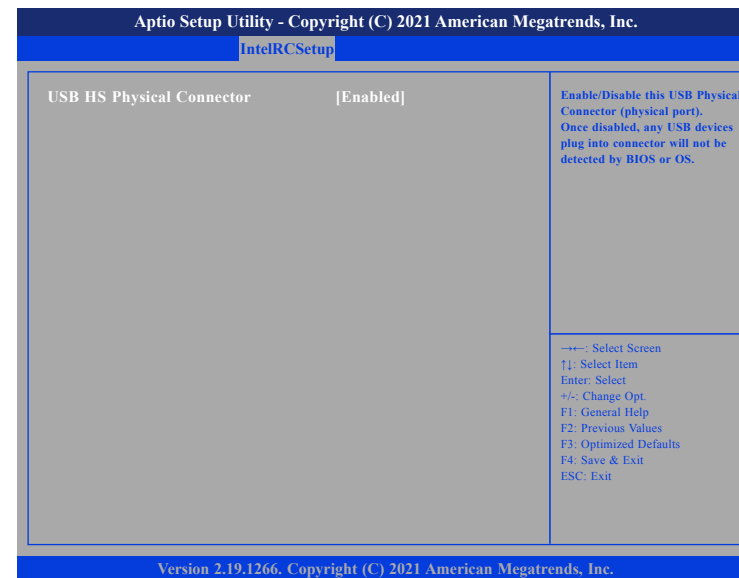 Aptio Setup Utility - Copyright (C) 2021 American Megatrends, Inc.
IntelRCSetup
USB HS Physical Connector [Enabled]
Enable/Disable this USB Physical
Connector (physical port).
Once disabled, any USB devices
plug into connector will not be
detected by BIOS or OS.
→←: Select Screen
↑↓: Select Item
Enter: Select
+/-: Change Opt.
F1: General Help
F2: Previous Values
F3: Optimized Defaults
F4: Save & Exit
ESC: Exit
Version 2.19.1266. Copyright (C) 2021 American Megatrends, Inc.